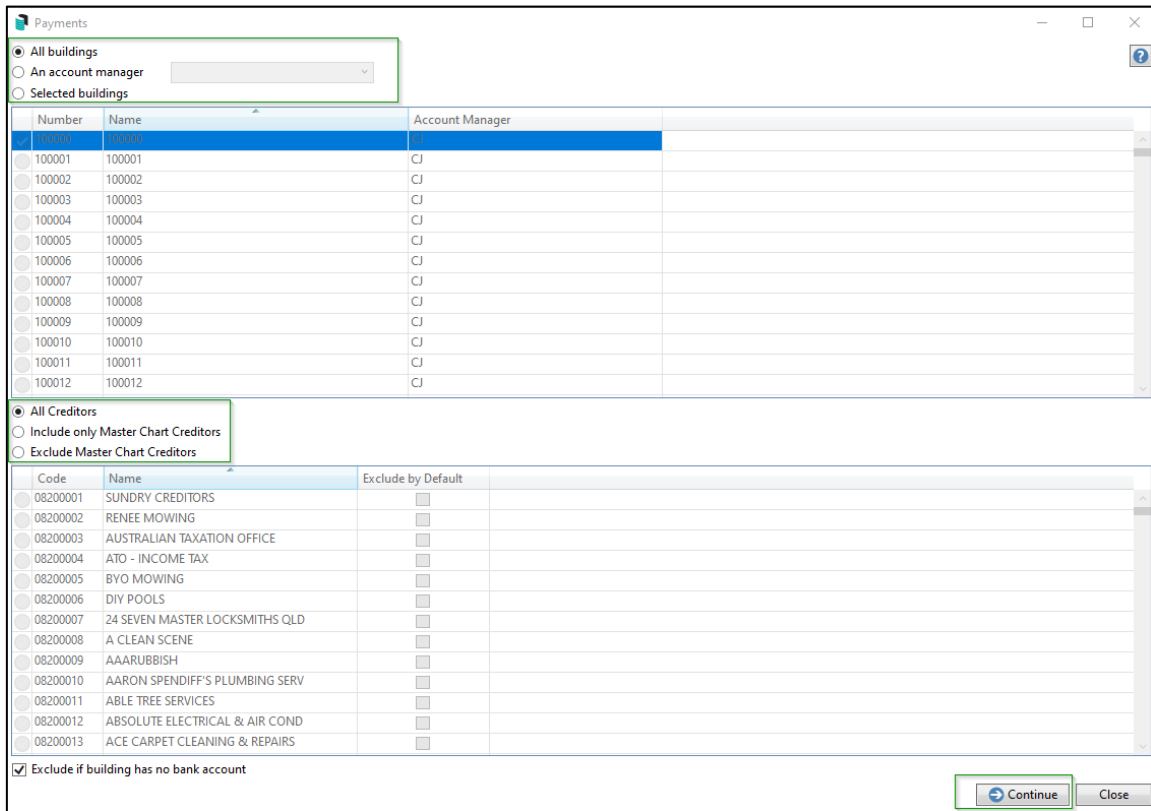 Payments
All buildings
An account manager
Selected buildings
Number Name Account Manager
100000 100000 CJ
100001 100001 CJ
100002 100002 CJ
100003 100003 CJ
100004 100004 CJ
100005 100005 CJ
100006 100006 CJ
100007 100007 CJ
100008 100008 CJ
100009 100009 CJ
100010 100010 CJ
100011 100011 CJ
100012 100012 CJ
All Creditors
Include only Master Chart Creditors
Exclude Master Chart Creditors
Code Name Exclude by Default
08200001 SUNDRY CREDITORS
08200002 RENEE MOWING
08200003 AUSTRALIAN TAXATION OFFICE
08200004 ATO - INCOME TAX
08200005 BYO MOWING
08200006 DIY POOLS
08200007 24 SEVEN MASTER LOCKSMITHS QLD
08200008 A CLEAN SCENE
08200009 AAARUBBISH
08200010 AARON SPENDIFF'S PLUMBING SERV
08200011 ABLE TREE SERVICES
08200012 ABSOLUTE ELECTRICAL & AIR COND
08200013 ACE CARPET CLEANING & REPAIRS
Exclude if building has no bank account
Continue Close